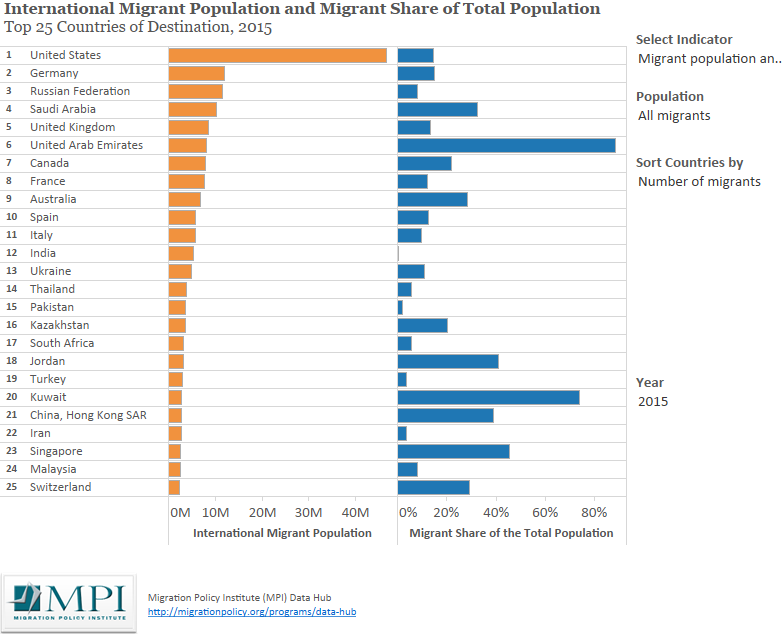 International Migrant Population and Migrant Share of Total Population
Top 25 Countries of Destination, 2015
1 United States
2 Germany
3 Russian Federation
4 Saudi Arabia
5 United Kingdom
6 United Arab Emirates
7 Canada
8 France
9 Australia
10 Spain
11 Italy
12 India
13 Ukraine
14 Thailand
15 Pakistan
16 Kazakhstan
17 South Africa
18 Jordan
19 Turkey
20 Kuwait
21 China, Hong Kong SAR
22 Iran
23 Singapore
24 Malaysia
25 Switzerland
0M 10M 20M 30M 40M 0% 20% 40% 60% 80%
International Migrant Population Migrant Share of the Total Population
Select Indicator
Migrant population an..
Population
All migrants
Sort Countries by
Number of migrants
Year
2015
MPI
MIGRATION POLICY INSTITUTE
Migration Policy Institute (MPI) Data Hub
http://migrationpolicy.org/programs/data-hub